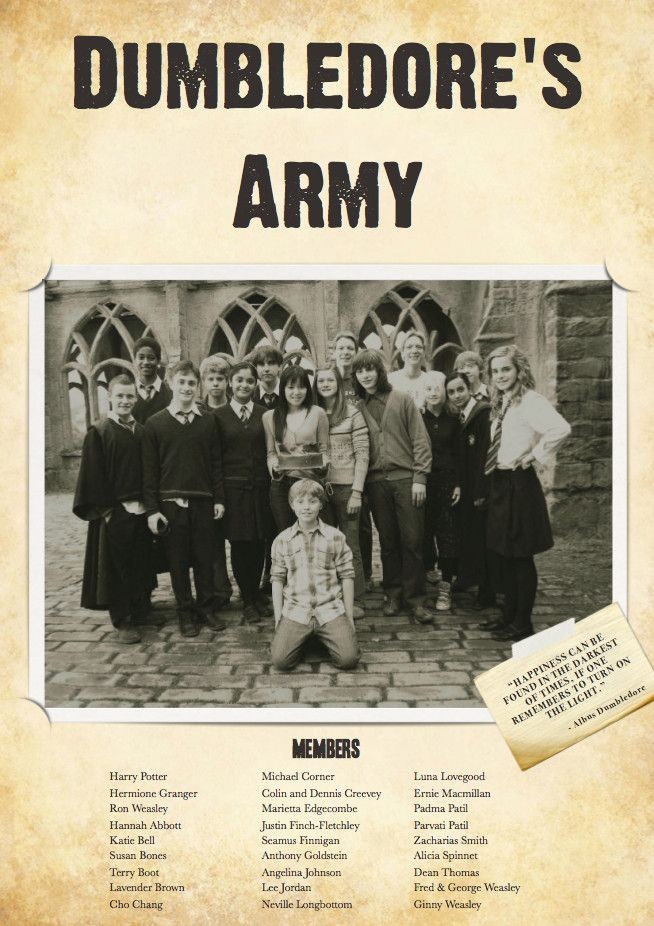 DUMBLEDORE'S
ARMY
"HAPPINESS CAN BE
FOUND IN THE DARKEST
OF TIMES, IF ONE
REMEMBERS TO TURN ON
THE LIGHT."
- Albus Dumbledore
MEMBERS
Harry Potter
Hermione Granger
Ron Weasley
Hannah Abbott
Katie Bell
Susan Bones
Terry Boot
Lavender Brown
Cho Chang
Michael Corner
Colin and Dennis Creevey
Marietta Edgecombe
Justin Finch-Fletchley
Seamus Finnigan
Anthony Goldstein
Angelina Johnson
Lee Jordan
Neville Longbottom
Luna Lovegood
Ernie Macmillan
Padma Patil
Parvati Patil
Zacharias Smith
Alicia Spinnet
Dean Thomas
Fred & George Weasley
Ginny Weasley